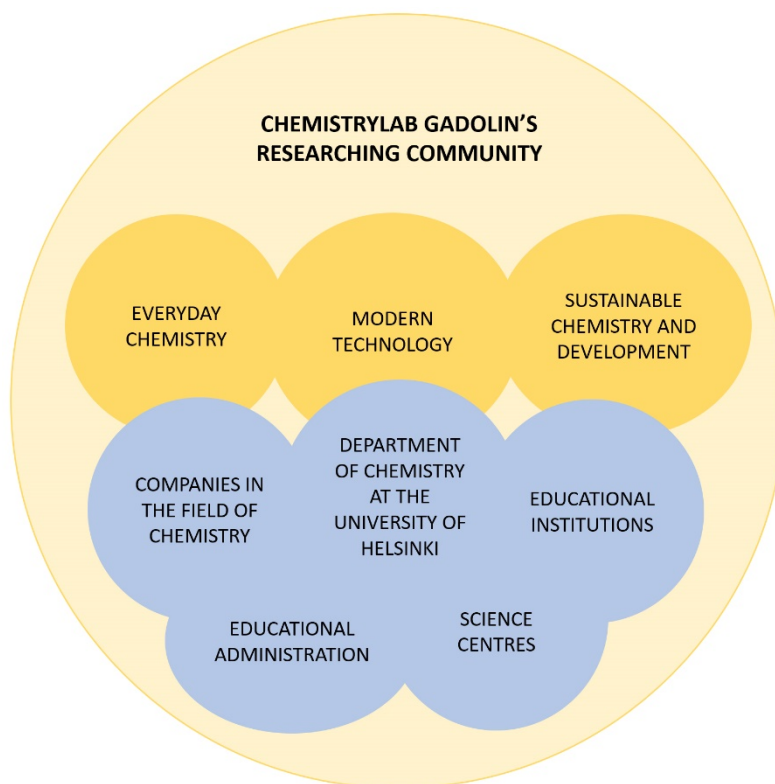 CHEMISTRYLAB GADOLIN'S
RESEARCHING COMMUNITY
EVERYDAY
CHEMISTRY
MODERN
TECHNOLOGY
SUSTAINABLE
CHEMISTRY AND
DEVELOPMENT
COMPANIES IN
THE FIELD OF
CHEMISTRY
DEPARTMENT
OF CHEMISTRY
AT THE
UNIVERSITY OF
HELSINKI
EDUCATIONAL
INSTITUTIONS
EDUCATIONAL
ADMINISTRATION
SCIENCE
CENTRES